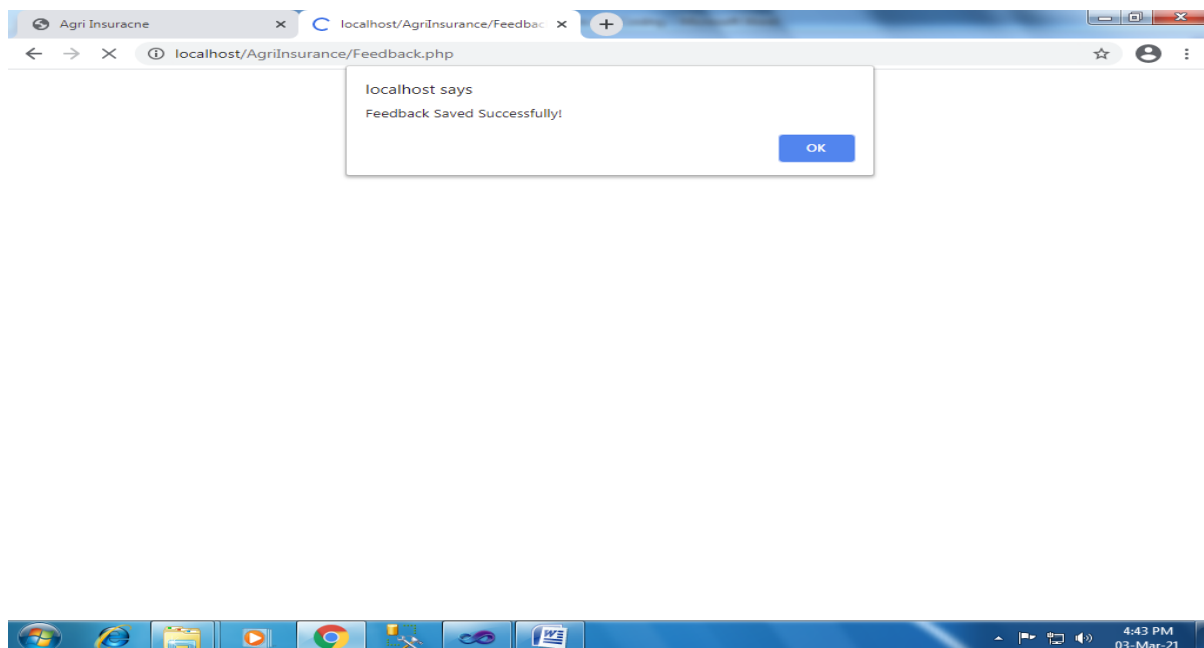 Agri Insuracne
localhost/AgriInsurance/Feedbac
localhost/AgriInsurance/Feedback.php
localhost says
Feedback Saved Successfully!
OK
4:43 PM
03-Mar-21